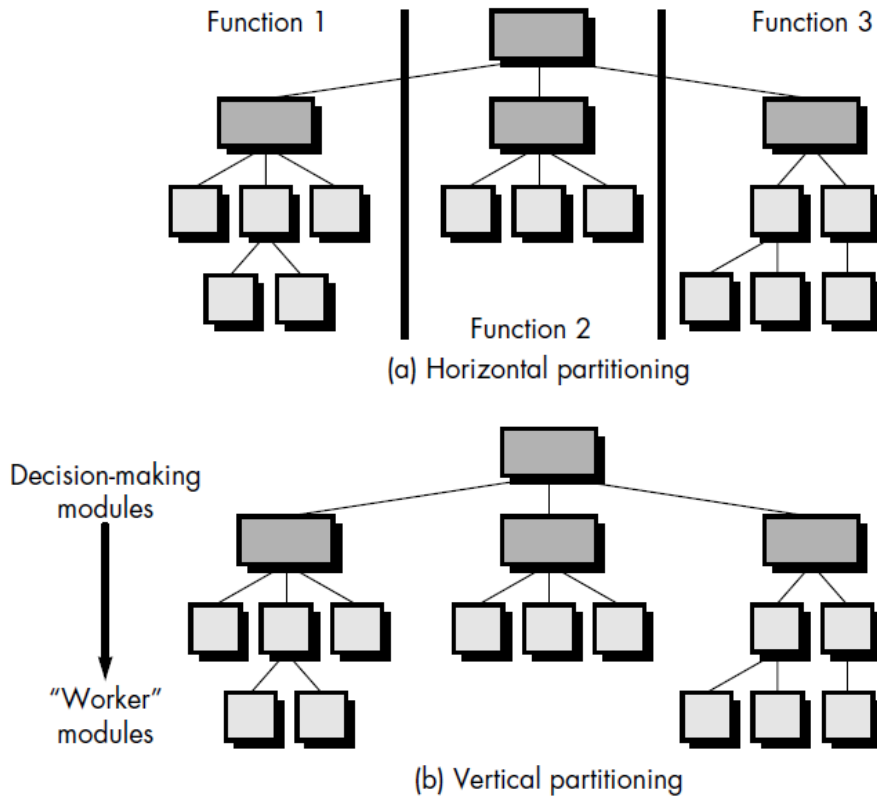 Function 1
Function 3
Function 2
(a) Horizontal partitioning
Decision-making
modules
“Worker”
modules
(b) Vertical partitioning